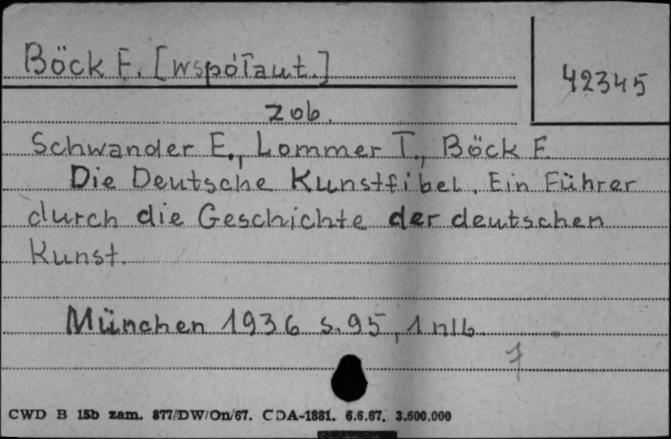 Böck F. [współaut.]
42345
zob.
Schwander E., Lommer T., Böck F.
Die Deutsche Kunstfibel. Ein Führer
durch die Geschichte der deutschen
Kunst.
München 1936 s. 95, 1 nlb.
7
CWD B 15b zam. 877/DW/On/67. CDA-1881. 6.6.67. 3.600.000